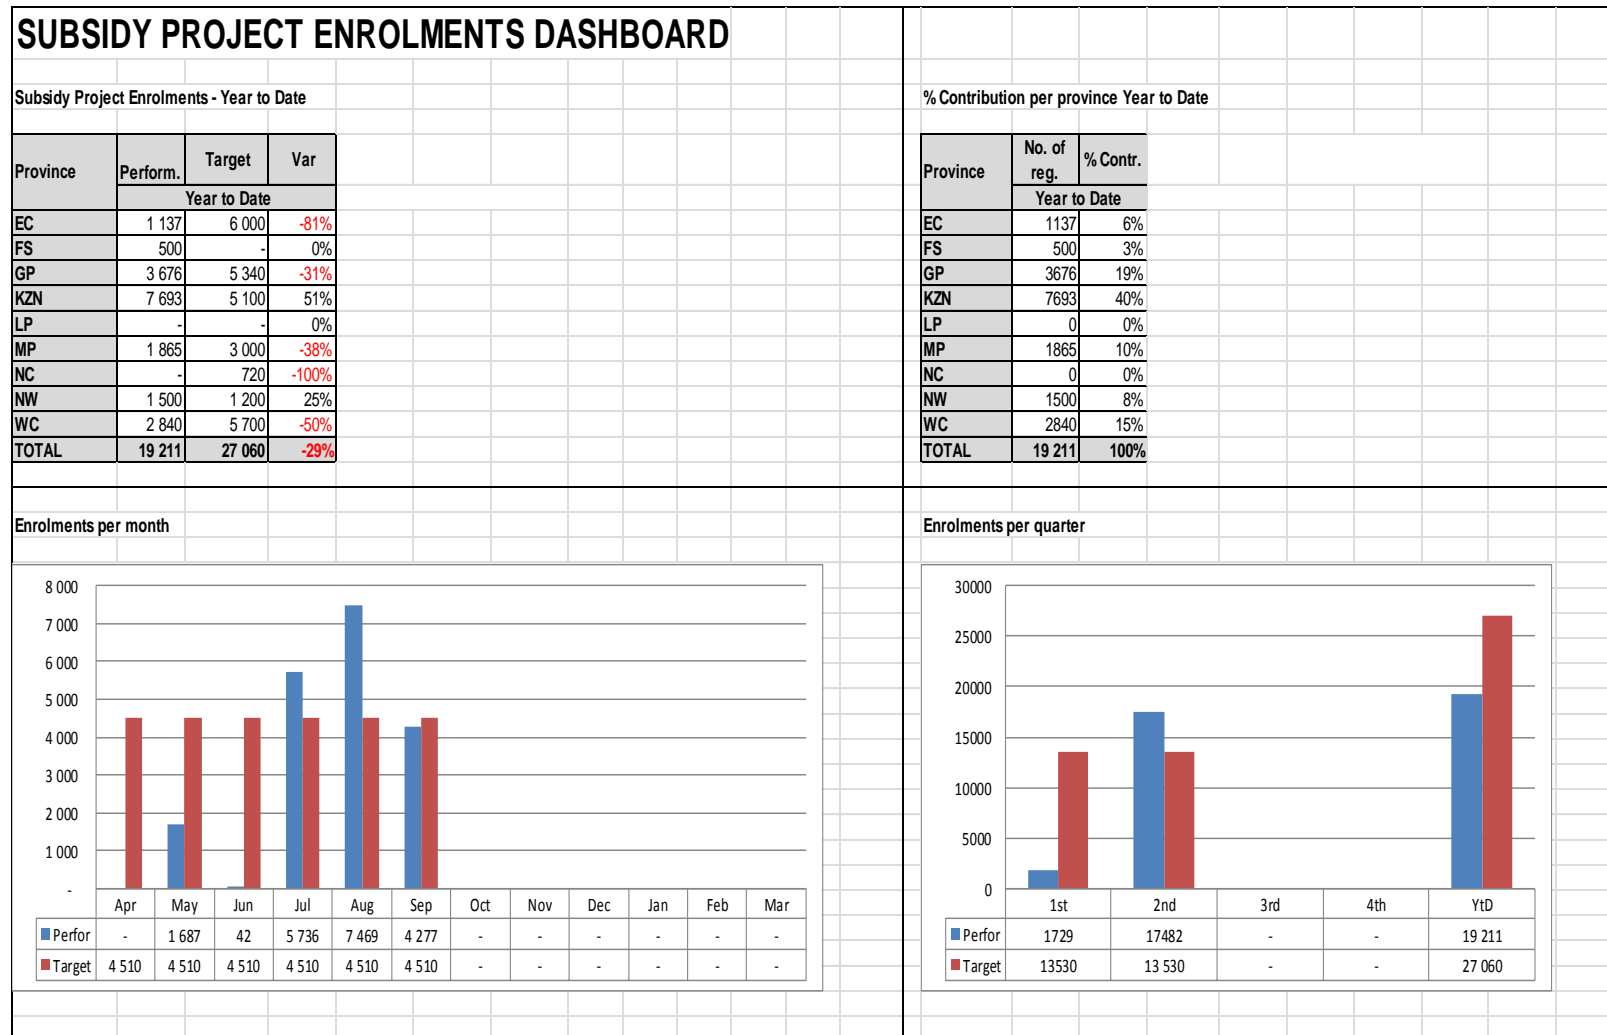 SUBSIDY PROJECT ENROLMENTS DASHBOARD
Subsidy Project Enrolments - Year to Date
Province Perform. Target Var
Year to Date
EC 1 137 6 000 -81%
FS 500 - 0%
GP 3 676 5 340 -31%
KZN 7 693 5 100 51%
LP - - 0%
MP 1 865 3 000 -38%
NC - 720 -100%
NW 1 500 1 200 25%
WC 2 840 5 700 -50%
TOTAL 19 211 27 060 -29%
% Contribution per province Year to Date
Province No. of reg. % Contr.
Year to Date
EC 1137 6%
FS 500 3%
GP 3676 19%
KZN 7693 40%
LP 0 0%
MP 1865 10%
NC 0 0%
NW 1500 8%
WC 2840 15%
TOTAL 19 211 100%
Enrolments per month
8 000
7 000
6 000
5 000
4 000
3 000
2 000
1 000
-
Apr May Jun Jul Aug Sep Oct Nov Dec Jan Feb Mar
Perfor - 1 687 42 5 736 7 469 4 277 - - - - - -
Target 4 510 4 510 4 510 4 510 4 510 4 510 - - - - - -
Enrolments per quarter
30000
25000
20000
15000
10000
5000
0
1st 2nd 3rd 4th YtD
Perfor 1729 17482 - - 19 211
Target 13530 13 530 - - 27 060